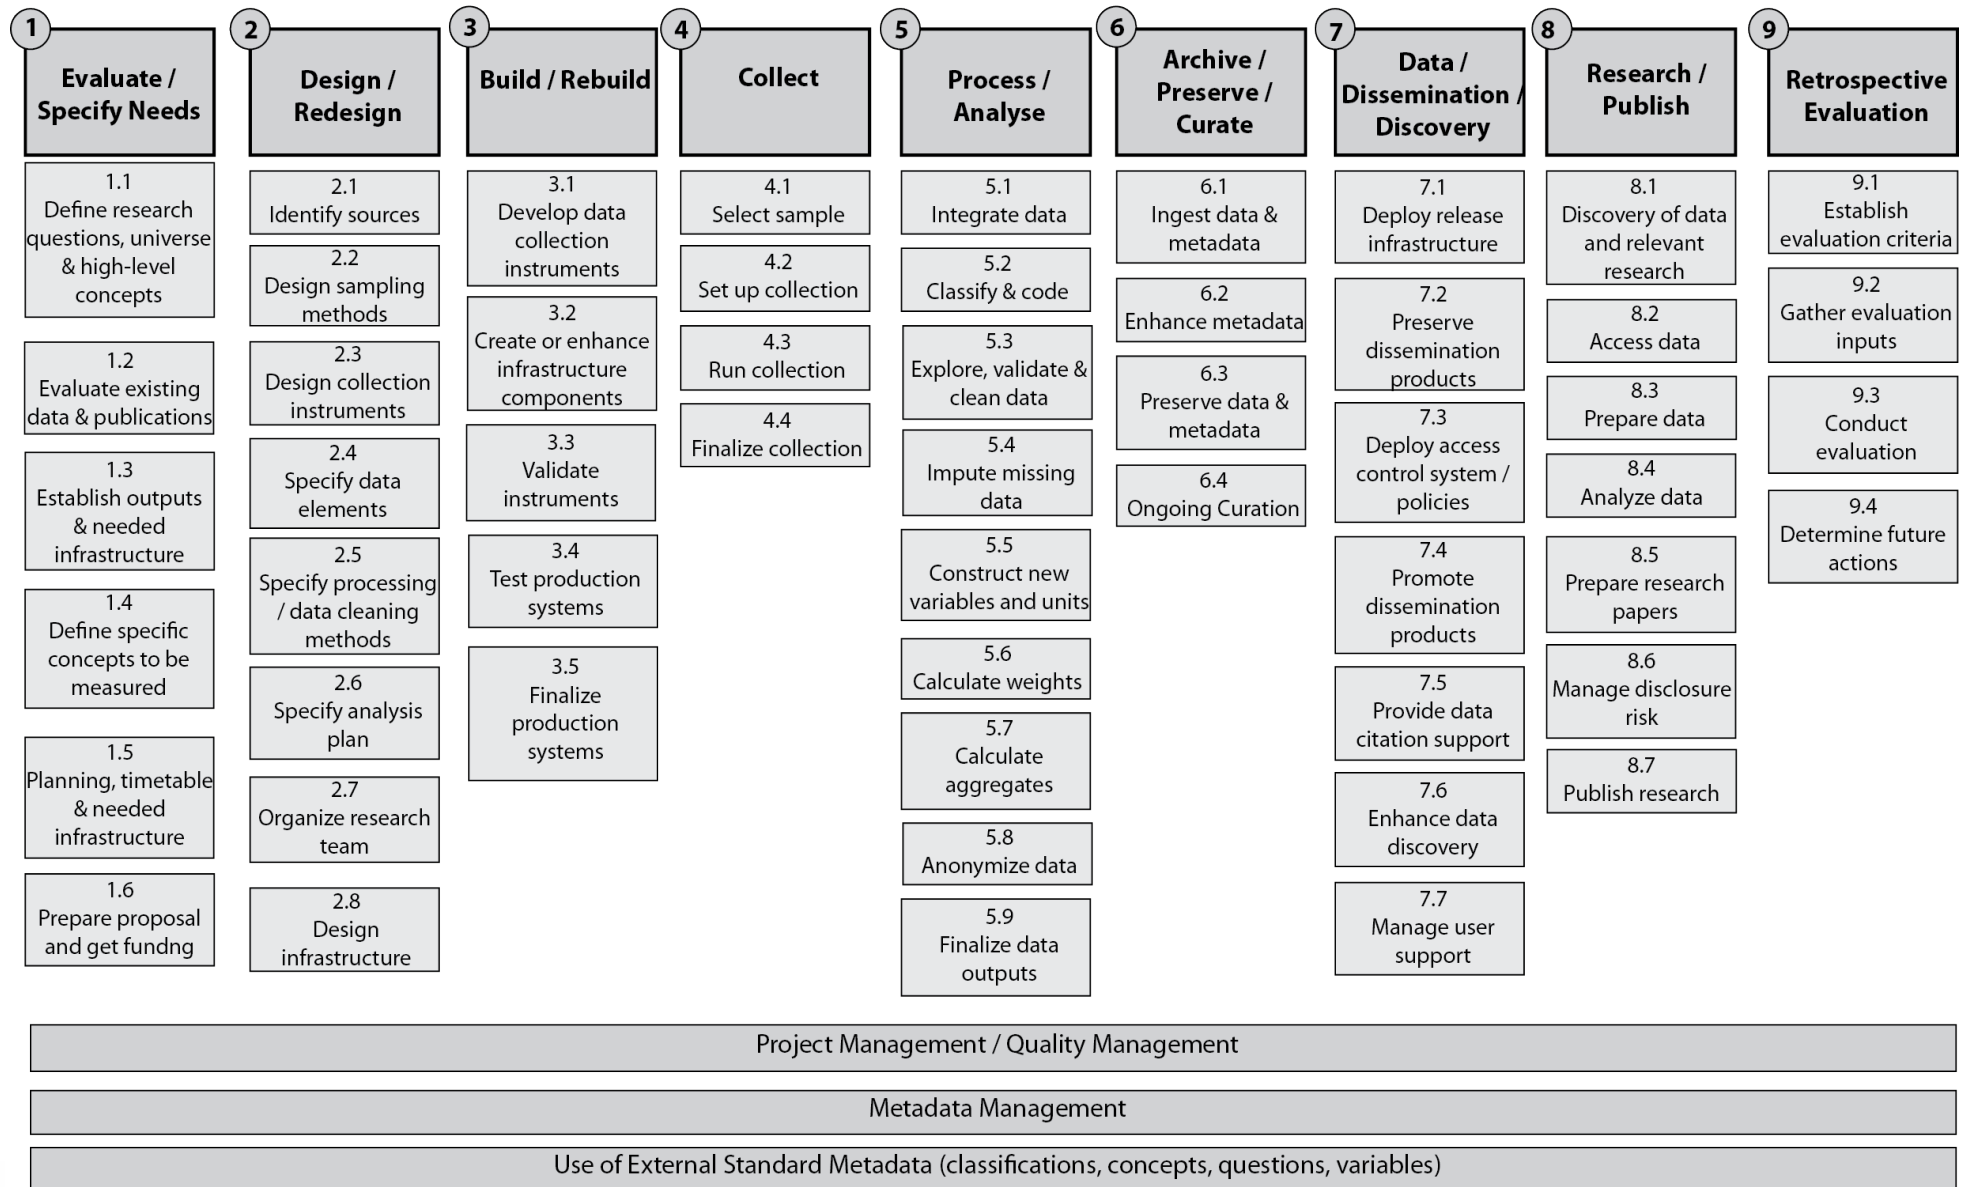 1
Evaluate /
Specify Needs
1.1
Define research
questions, universe
& high-level
concepts
1.2
Evaluate existing
data & publications
1.3
Establish outputs
& needed
infrastructure
1.4
Define specific
concepts to be
measured
1.5
Planning, timetable
& needed
infrastructure
1.6
Prepare proposal
and get fundng
2
Design /
Redesign
2.1
Identify sources
2.2
Design sampling
methods
2.3
Design collection
instruments
2.4
Specify data
elements
2.5
Specify processing
/ data cleaning
methods
2.6
Specify analysis
plan
2.7
Organize research
team
2.8
Design
infrastructure
3
Build / Rebuild
3.1
Develop data
collection
instruments
3.2
Create or enhance
infrastructure
components
3.3
Validate
instruments
3.4
Test production
systems
3.5
Finalize
production
systems
4
Collect
4.1
Select sample
4.2
Set up collection
4.3
Run collection
4.4
Finalize collection
5
Process /
Analyse
5.1
Integrate data
5.2
Classify & code
5.3
Explore, validate &
clean data
5.4
Impute missing
data
5.5
Construct new
variables and units
5.6
Calculate weights
5.7
Calculate
aggregates
5.8
Anonymize data
5.9
Finalize data
outputs
6
Archive /
Preserve /
Curate
6.1
Ingest data &
metadata
6.2
Enhance metadata
6.3
Preserve data &
metadata
6.4
Ongoing Curation
7
Data /
Dissemination /
Discovery
7.1
Deploy release
infrastructure
7.2
Preserve
dissemination
products
7.3
Deploy access
control system /
policies
7.4
Promote
dissemination
products
7.5
Provide data
citation support
7.6
Enhance data
discovery
7.7
Manage user
support
8
Research /
Publish
8.1
Discovery of data
and relevant
research
8.2
Access data
8.3
Prepare data
8.4
Analyze data
8.5
Prepare research
papers
8.6
Manage disclosure
risk
8.7
Publish research
9
Retrospective
Evaluation
9.1
Establish
evaluation criteria
9.2
Gather evaluation
inputs
9.3
Conduct
evaluation
9.4
Determine future
actions
Project Management / Quality Management
Metadata Management
Use of External Standard Metadata (classifications, concepts, questions, variables)